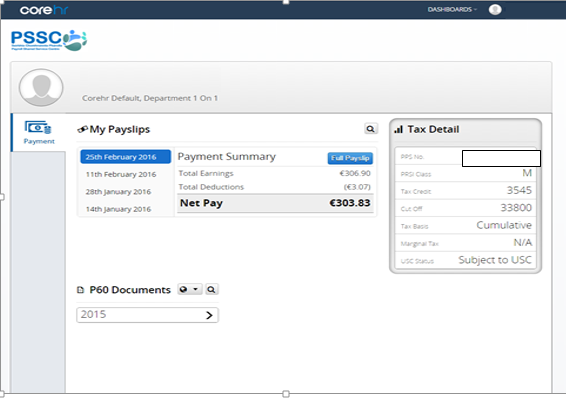 corehr
DASHBOARDS
PSSC
Corehr Default, Department 1 On 1
Payment
My Payslips
25th February 2016
11th February 2016
28th January 2016
14th January 2016
Payment Summary
Full Payslip
Total Earnings €306.90
Total Deductions (€3.07)
Net Pay €303.83
Tax Detail
PPS No.
PRSI Class M
Tax Credit 3545
Cut Off 33800
Tax Basis Cumulative
Marginal Tax N/A
USC Status Subject to USC
P60 Documents
2015